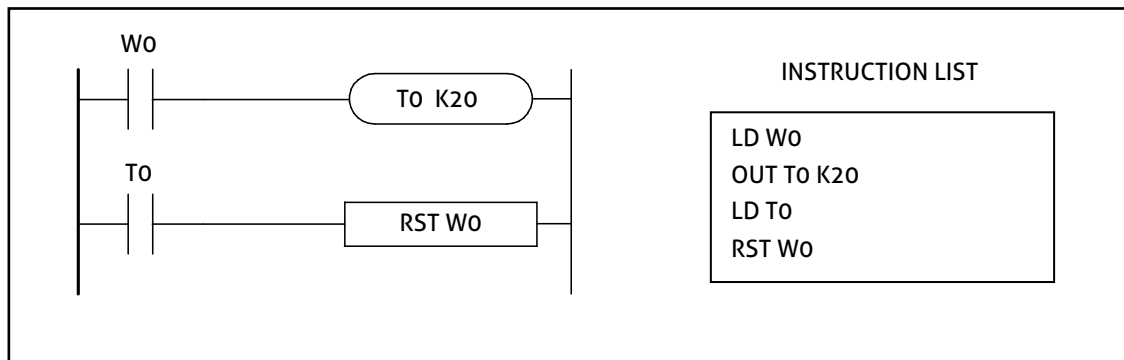 W0
T0 K20
T0
RST W0
INSTRUCTION LIST
LD W0
OUT T0 K20
LD T0
RST W0